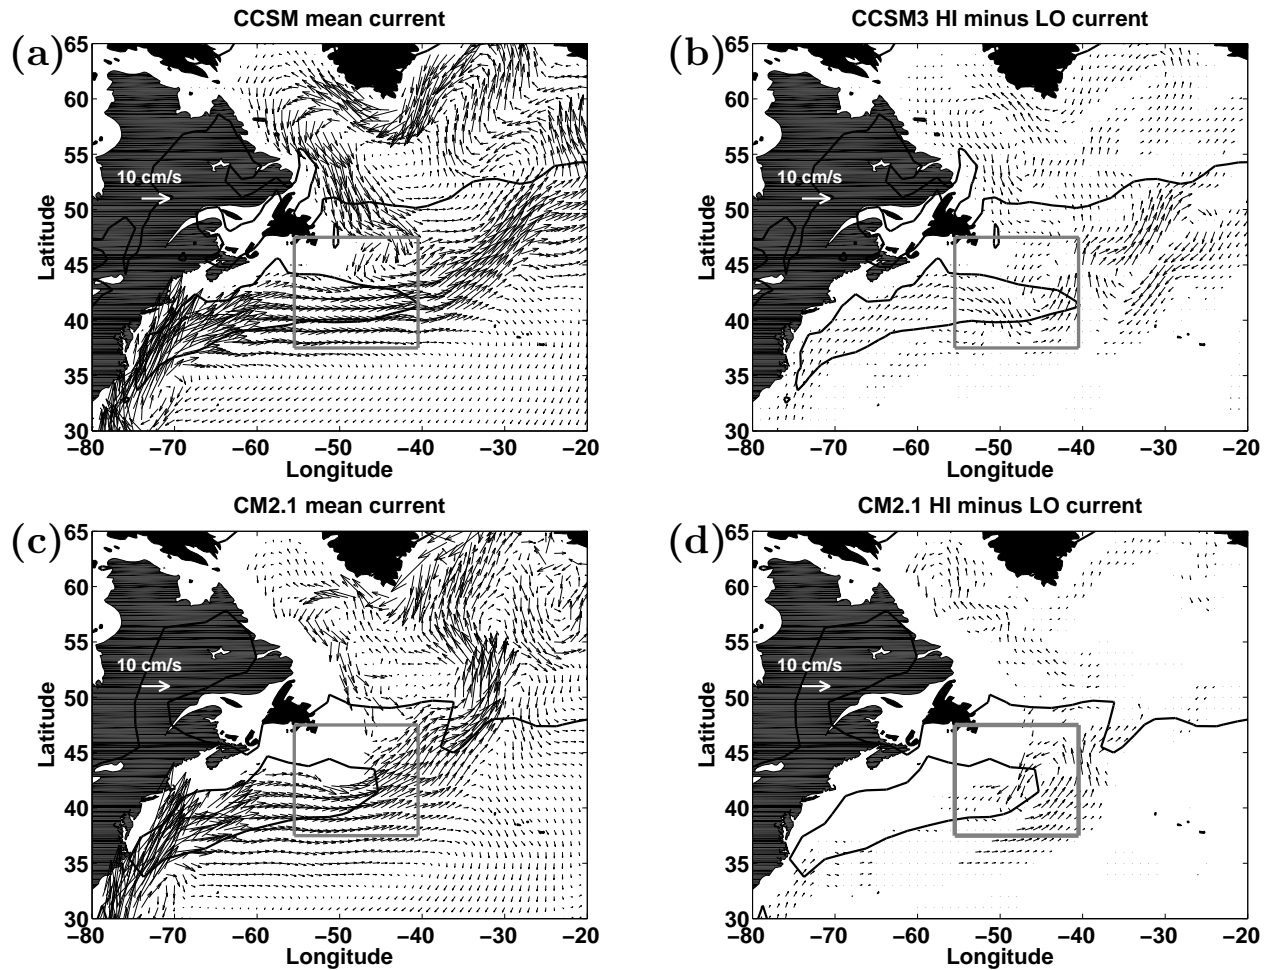 CCSM mean current
(a)
65
60
55
50
45
40
35
30
Latitude
10 cm/s
−80 −70 −60 −50 −40 −30 −20
Longitude
CCSM3 HI minus LO current
(b)
65
60
55
50
45
40
35
30
Latitude
10 cm/s
−80 −70 −60 −50 −40 −30 −20
Longitude
CM2.1 mean current
(c)
65
60
55
50
45
40
35
30
Latitude
10 cm/s
−80 −70 −60 −50 −40 −30 −20
Longitude
CM2.1 HI minus LO current
(d)
65
60
55
50
45
40
35
30
Latitude
10 cm/s
−80 −70 −60 −50 −40 −30 −20
Longitude